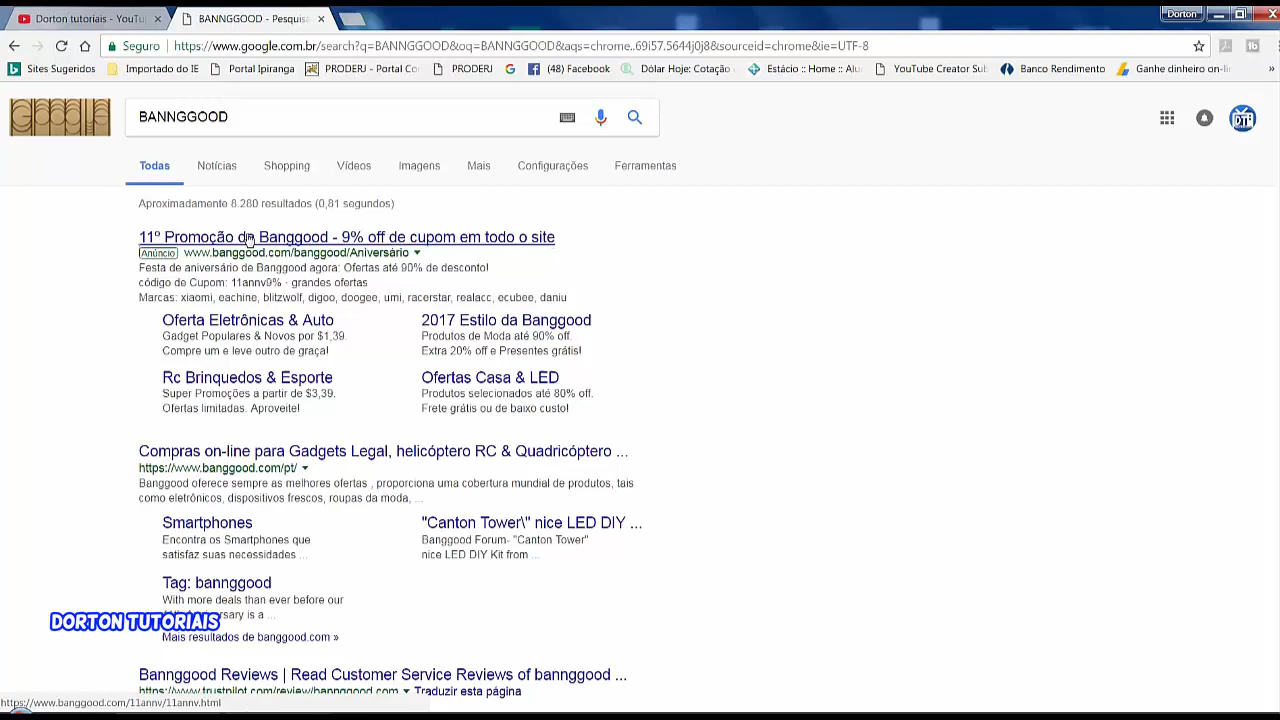 Dorton tutoriais - YouTu
BANNGGOOD - Pesquisa
Dorton
Seguro
https://www.google.com.br/search?q=BANNGGOOD&oq=BANNGGOOD&aqs=chrome..69i57.5644j0j8&sourceid=chrome&ie=UTF-8
Sites Sugeridos
Importado do IE
Portal Ipiranga
PRODERJ - Portal Co
PRODERJ
(48) Facebook
Dólar Hoje: Cotação
Estácio :: Home :: Alu
YouTube Creator Sub
Banco Rendimento
Ganhe dinheiro on-li
»
BANNGGOOD
Todas
Notícias
Shopping
Vídeos
Imagens
Mais
Configurações
Ferramentas
Aproximadamente 8.280 resultados (0,81 segundos)
11º Promoção de Banggood - 9% off de cupom em todo o site
Anúncio www.banggood.com/banggood/Aniversário
Festa de aniversário de Banggood agora: Ofertas até 90% de desconto!
código de Cupom: 11annv9% · grandes ofertas
Marcas: xiaomi, eachine, blitzwolf, digoo, doogee, umi, racerstar, realacc, ecubee, daniu
Oferta Eletrônicas & Auto
Gadget Populares & Novos por $1,39.
Compre um e leve outro de graça!
2017 Estilo da Banggood
Produtos de Moda até 90% off.
Extra 20% off e Presentes grátis!
Rc Brinquedos & Esporte
Super Promoções a partir de $3,39.
Ofertas limitadas. Aproveite!
Ofertas Casa & LED
Produtos selecionados até 80% off.
Frete grátis ou de baixo custo!
Compras on-line para Gadgets Legal, helicóptero RC & Quadricóptero ...
https://www.banggood.com/pt/
Banggood oferece sempre as melhores ofertas , proporciona uma cobertura mundial de produtos, tais
como eletrônicos, dispositivos frescos, roupas da moda, ...
Smartphones
Encontra os Smartphones que
satisfaz suas necessidades ...
"Canton Tower\" nice LED DIY ...
Banggood Forum- "Canton Tower"
nice LED DIY Kit from ...
Tag: bannggood
With more deals than ever before our
11th Anniversary is a ...
DORTON TUTORIAIS
Mais resultados de banggood.com »
Bannggood Reviews | Read Customer Service Reviews of bannggood ...
https://www.trustpilot.com/review/bannggood.com
Traduzir esta página
https://www.banggood.com/11annv/11annv.html